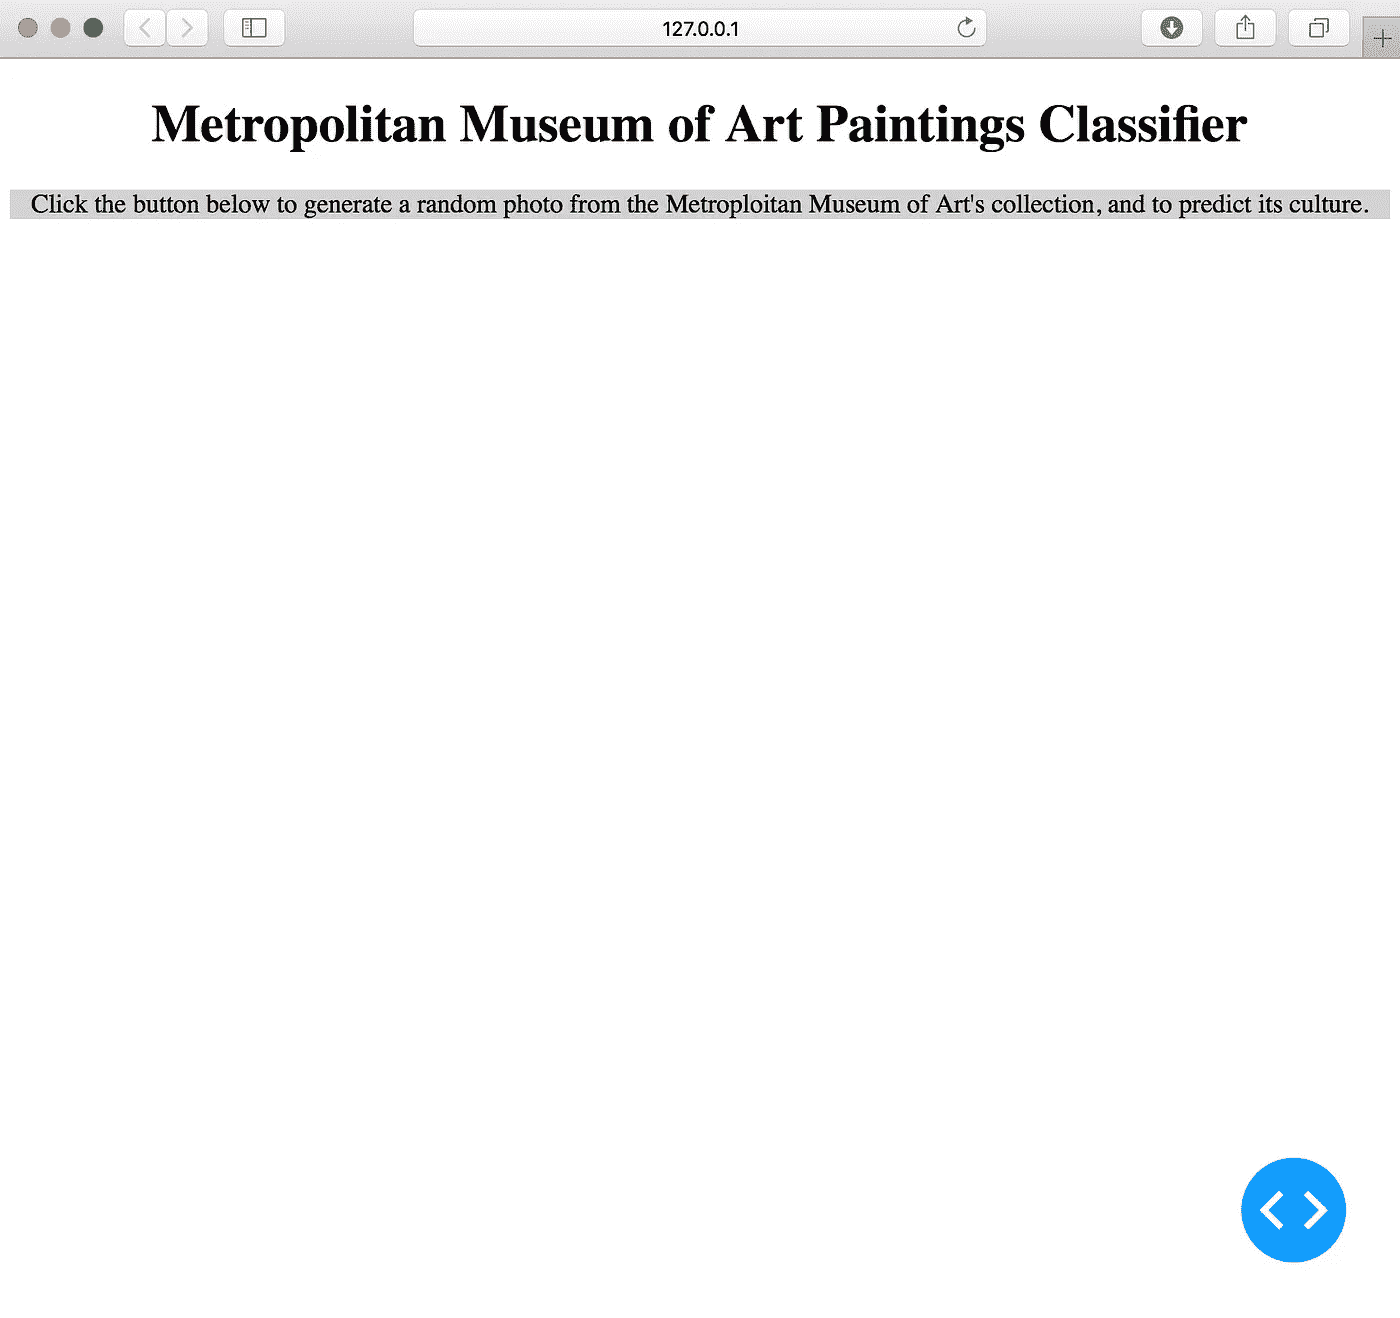 127.0.0.1
Metropolitan Museum of Art Paintings Classifier
Click the button below to generate a random photo from the Metroploitan Museum of Art's collection, and to predict its culture.